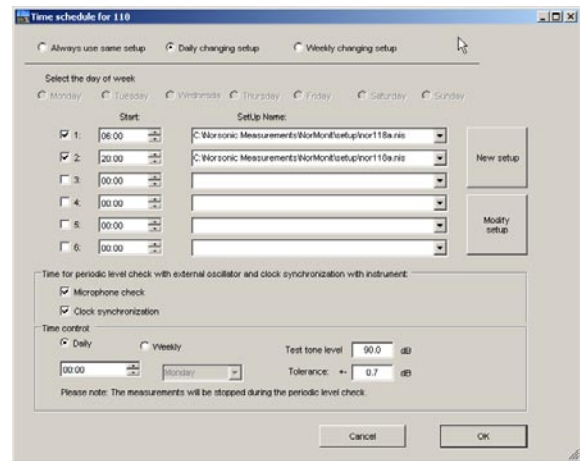 Time schedule for 110
Always use same setup Daily changing setup Weekly changing setup
Select the day of week
Monday Tuesday Wednesda Thursday Friday Saturday Sunday
Start: SetUp Name:
1: 06:00 C:\Norsonic Measurements\NorMonit\setup\nor118a.nis
2: 20:00 C:\Norsonic Measurements\NorMonit\setup\nor110a.nis
3: 00:00
4: 00:00
5: 00:00
6: 00:00
New setup
Modify
setup
Time for periodic level check with external oscillator and clock synchronization with instrument:
Microphone check
Clock synchronization
Time control:
Daily Weekly Test tone level 90.0 dB
00:00 Monday Tolerance: +- 0.7 dB
Please note: The measurements will be stopped during the periodic level check.
Cancel OK